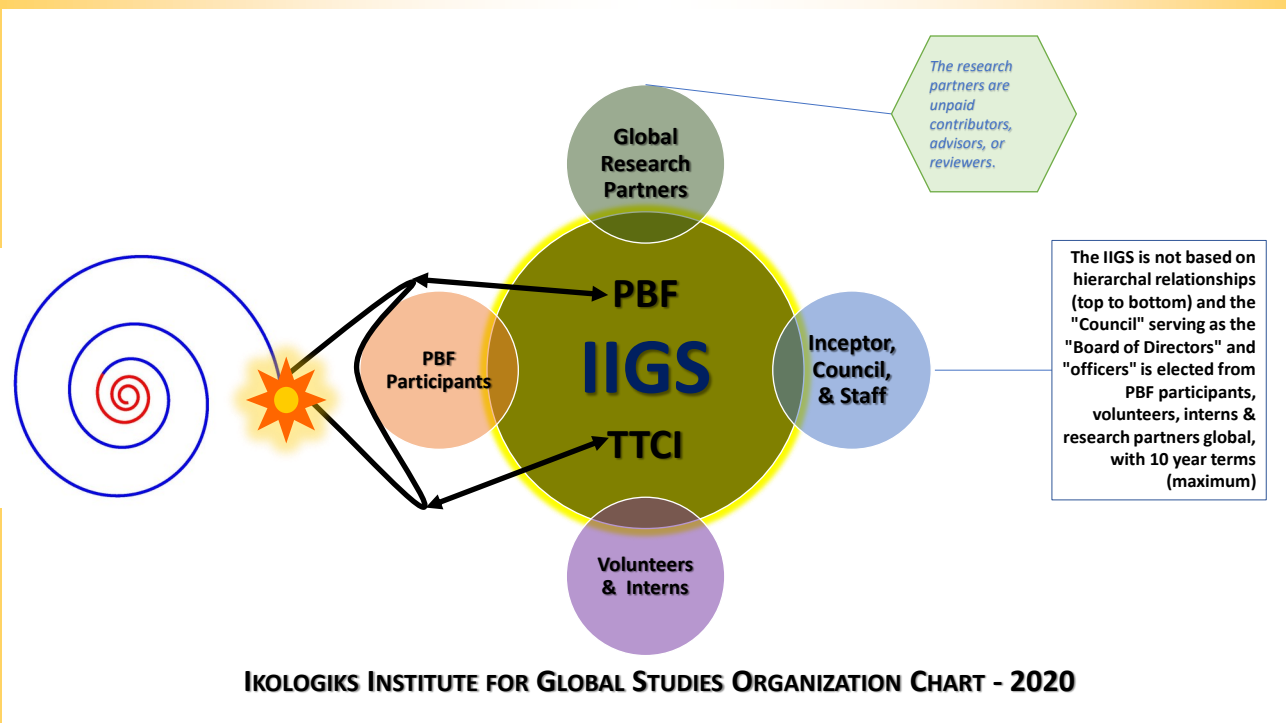 The research
partners are
unpaid
contributors,
advisors, or
reviewers.
Global
Research
Partners
The IIGS is not based on
hierarchal relationships
(top to bottom) and the
"Council" serving as the
"Board of Directors" and
"officers" is elected from
PBF participants,
volunteers, interns &
research partners global,
with 10 year terms
(maximum)
PBF
IIGS
TTCI
PBF
Participants
Inceptor,
Council,
& Staff
Volunteers
& Interns
IKOLOGIKS INSTITUTE FOR GLOBAL STUDIES ORGANIZATION CHART - 2020